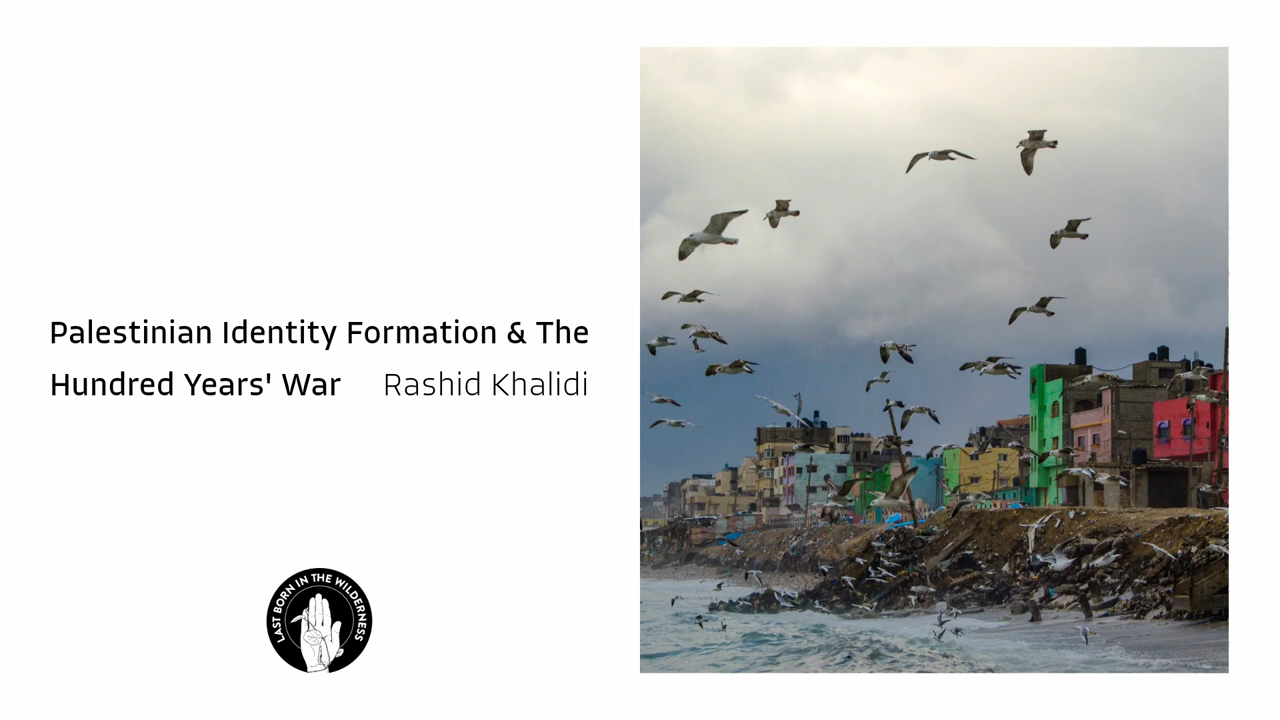 Palestinian Identity Formation & The
Hundred Years' War Rashid Khalidi
LAST BORN IN THE WILDERNESS